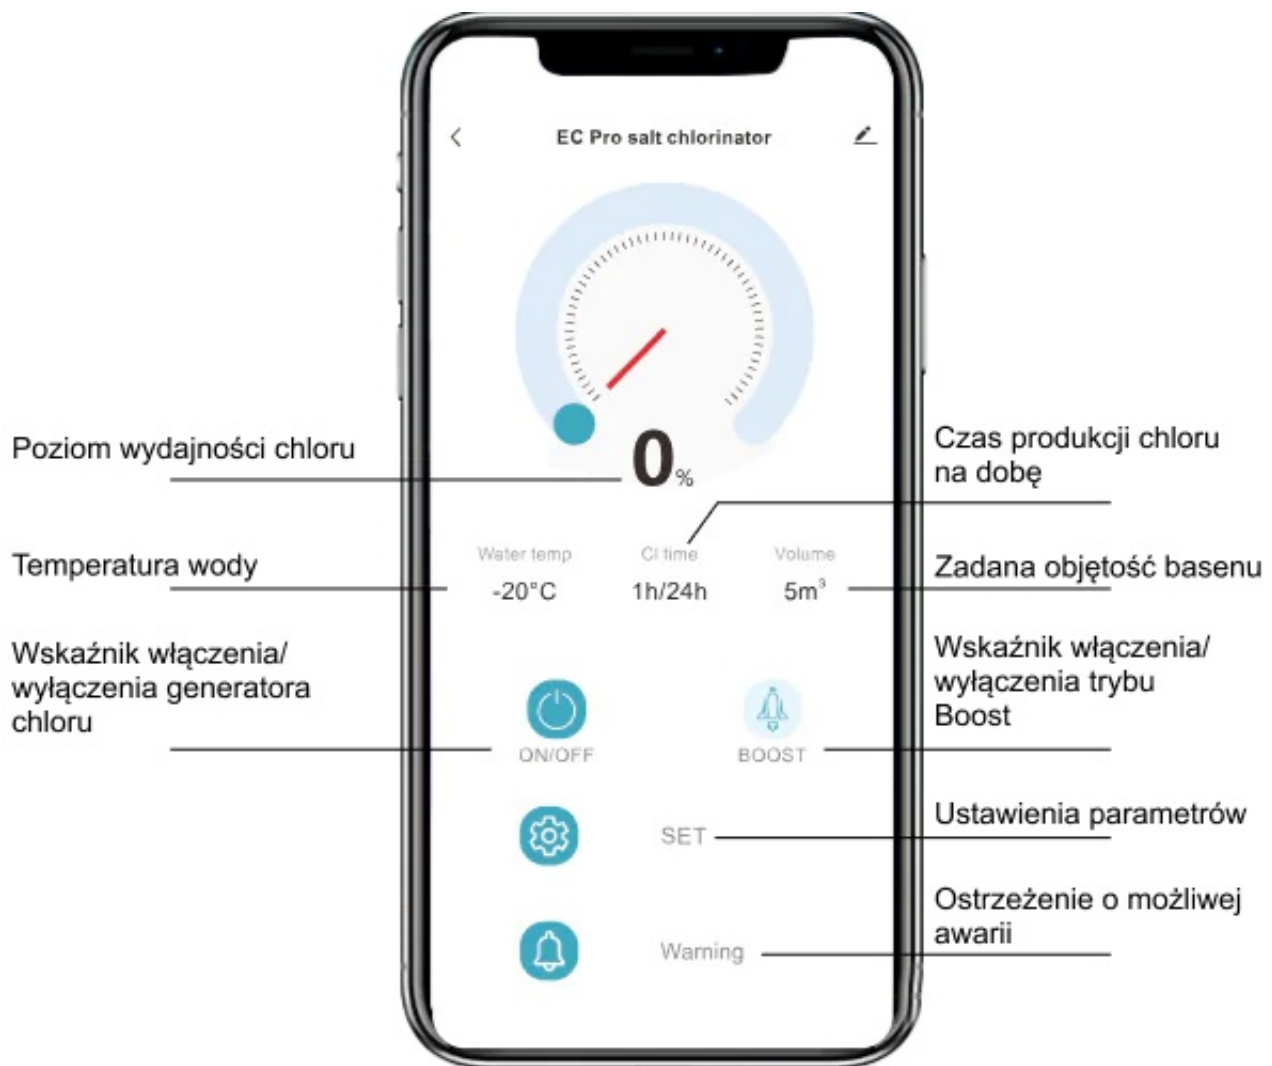 EC Pro salt chlorinator
Poziom wydajności chloru
0%
Czas produkcji chloru
na dobę
Water temp
Cl time
Volume
-20°C
1h/24h
5m³
Temperatura wody
Zadana objętość basenu
Wskaźnik włączenia/
wyłączenia generatora
chloru
Wskaźnik włączenia/
wyłączenia trybu
Boost
ON/OFF
BOOST
SET
Ustawienia parametrów
Warning
Ostrzeżenie o możliwej
awarii